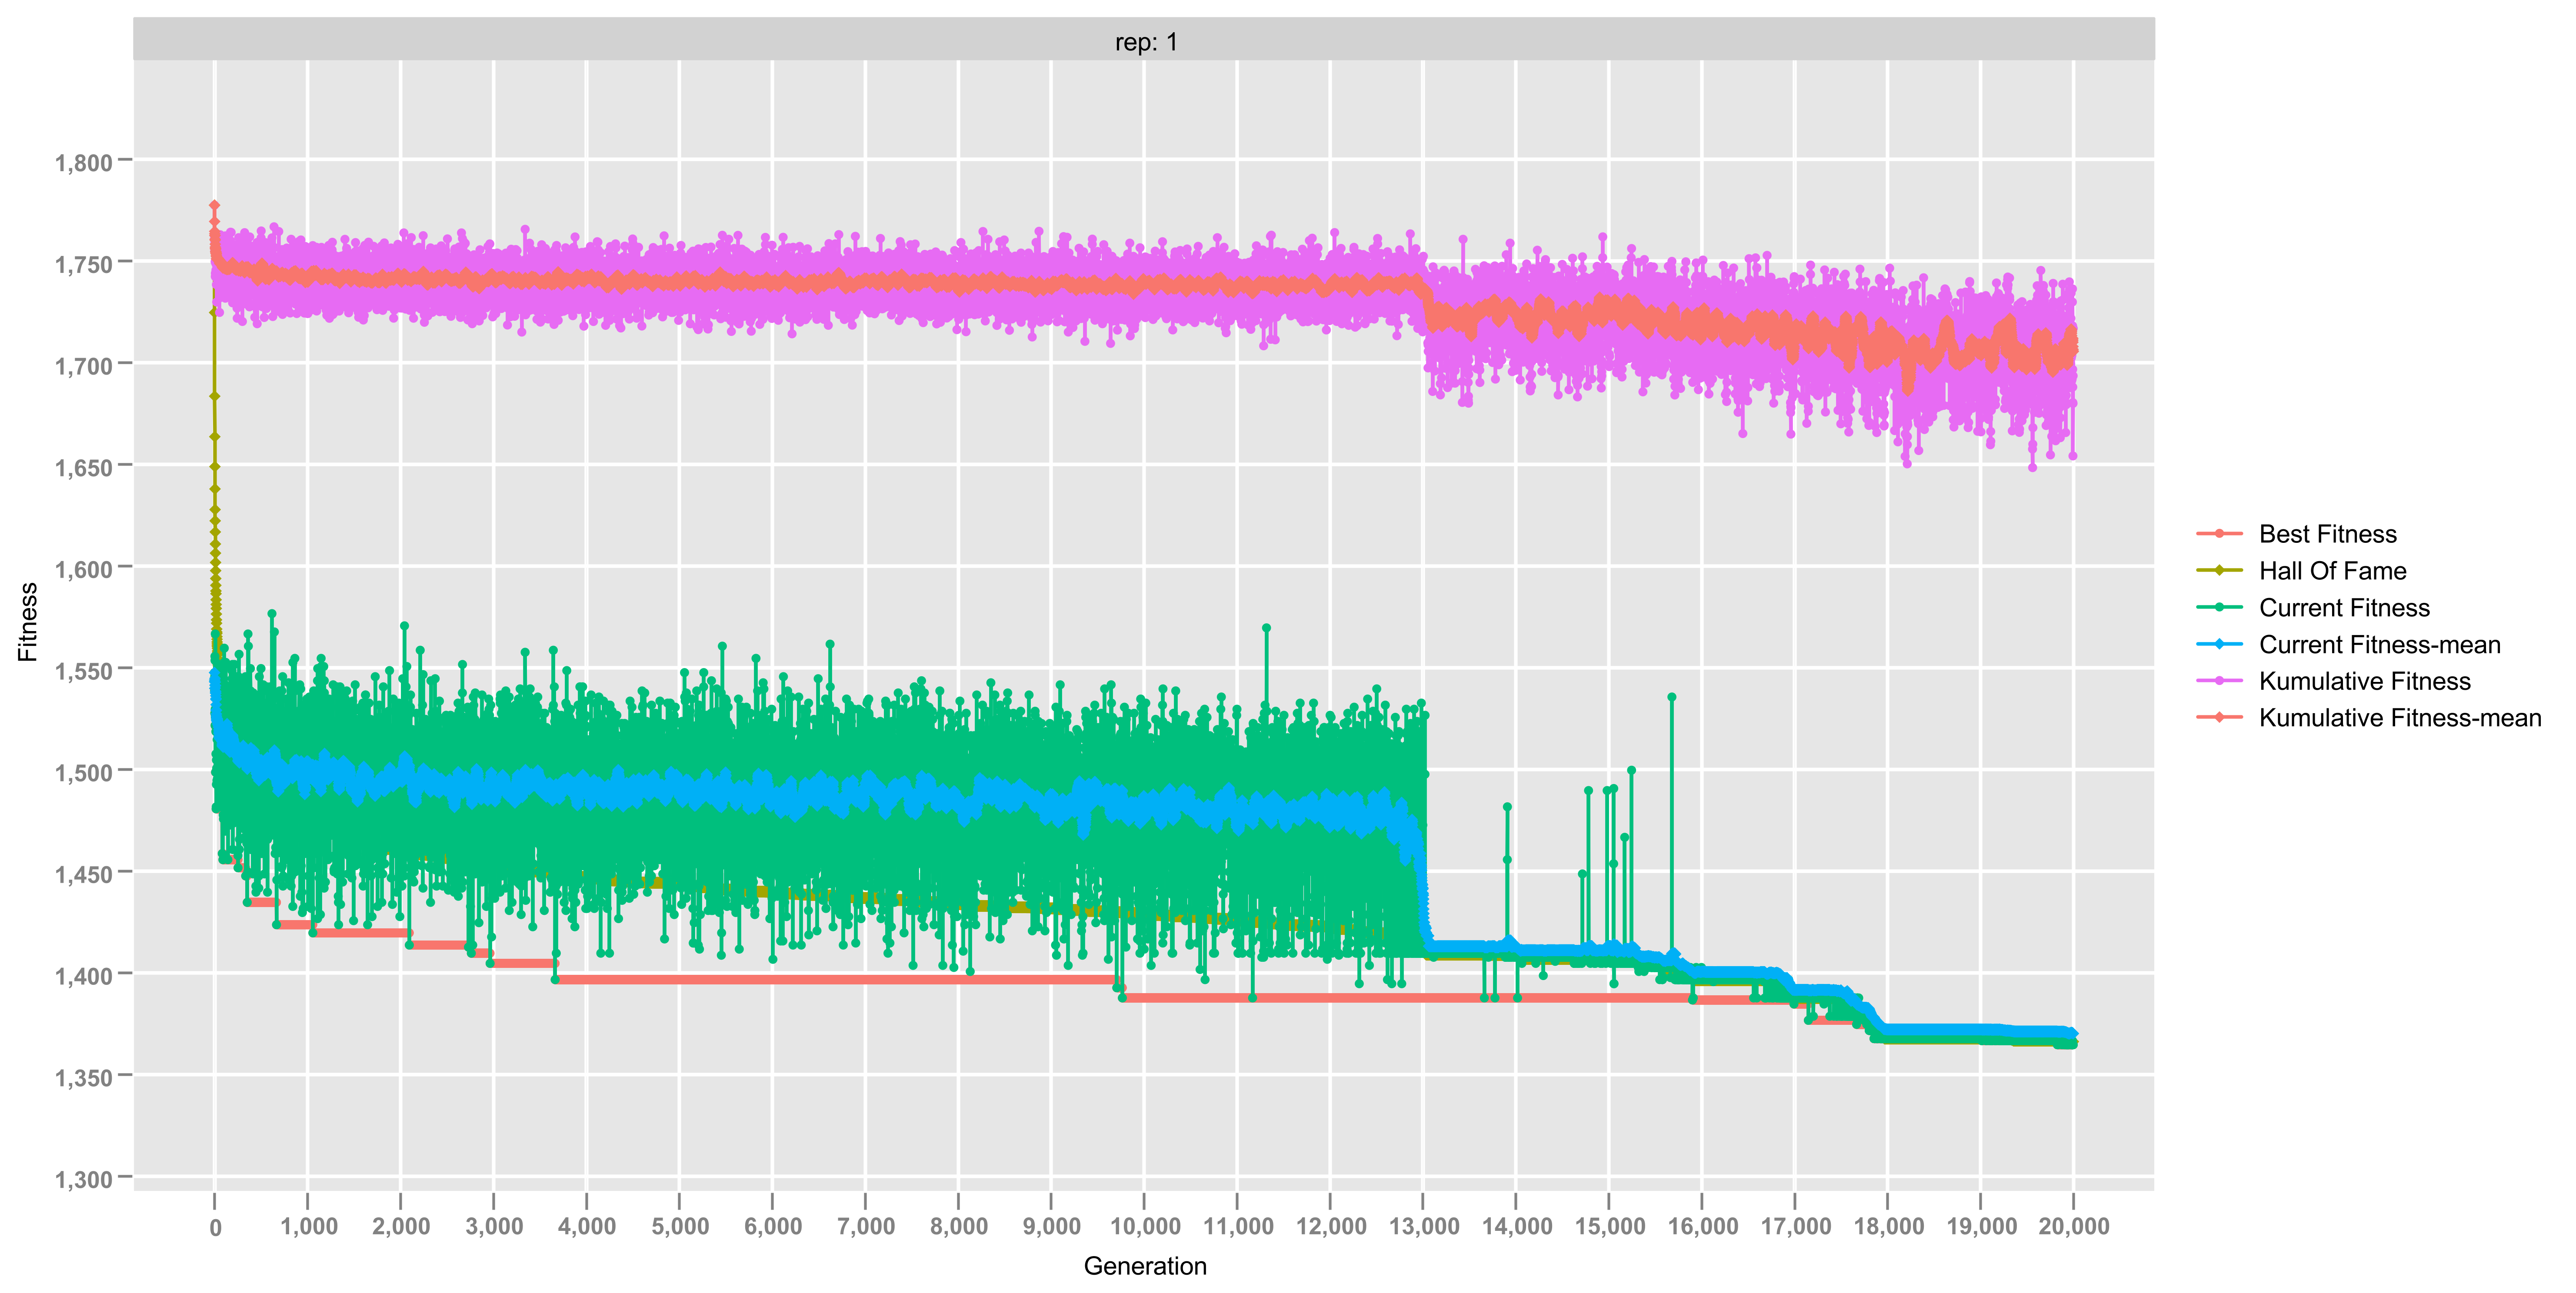 rep: 1
1,800
1,750
1,700
1,650
1,600
1,550
1,500
1,450
1,400
1,350
1,300
Fitness
0 1,000 2,000 3,000 4,000 5,000 6,000 7,000 8,000 9,000 10,000 11,000 12,000 13,000 14,000 15,000 16,000 17,000 18,000 19,000 20,000
Generation
Best Fitness
Hall Of Fame
Current Fitness
Current Fitness-mean
Kumulative Fitness
Kumulative Fitness-mean